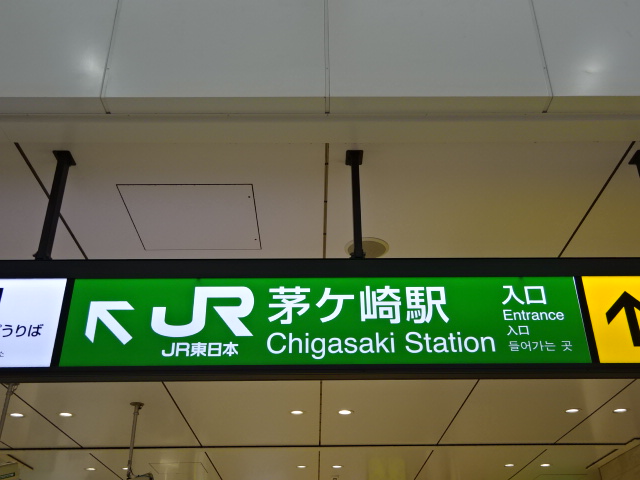 うりば
JR
JR東日本
茅ケ崎駅
Chigasaki Station
入口
Entrance
入口
들어가는 곳